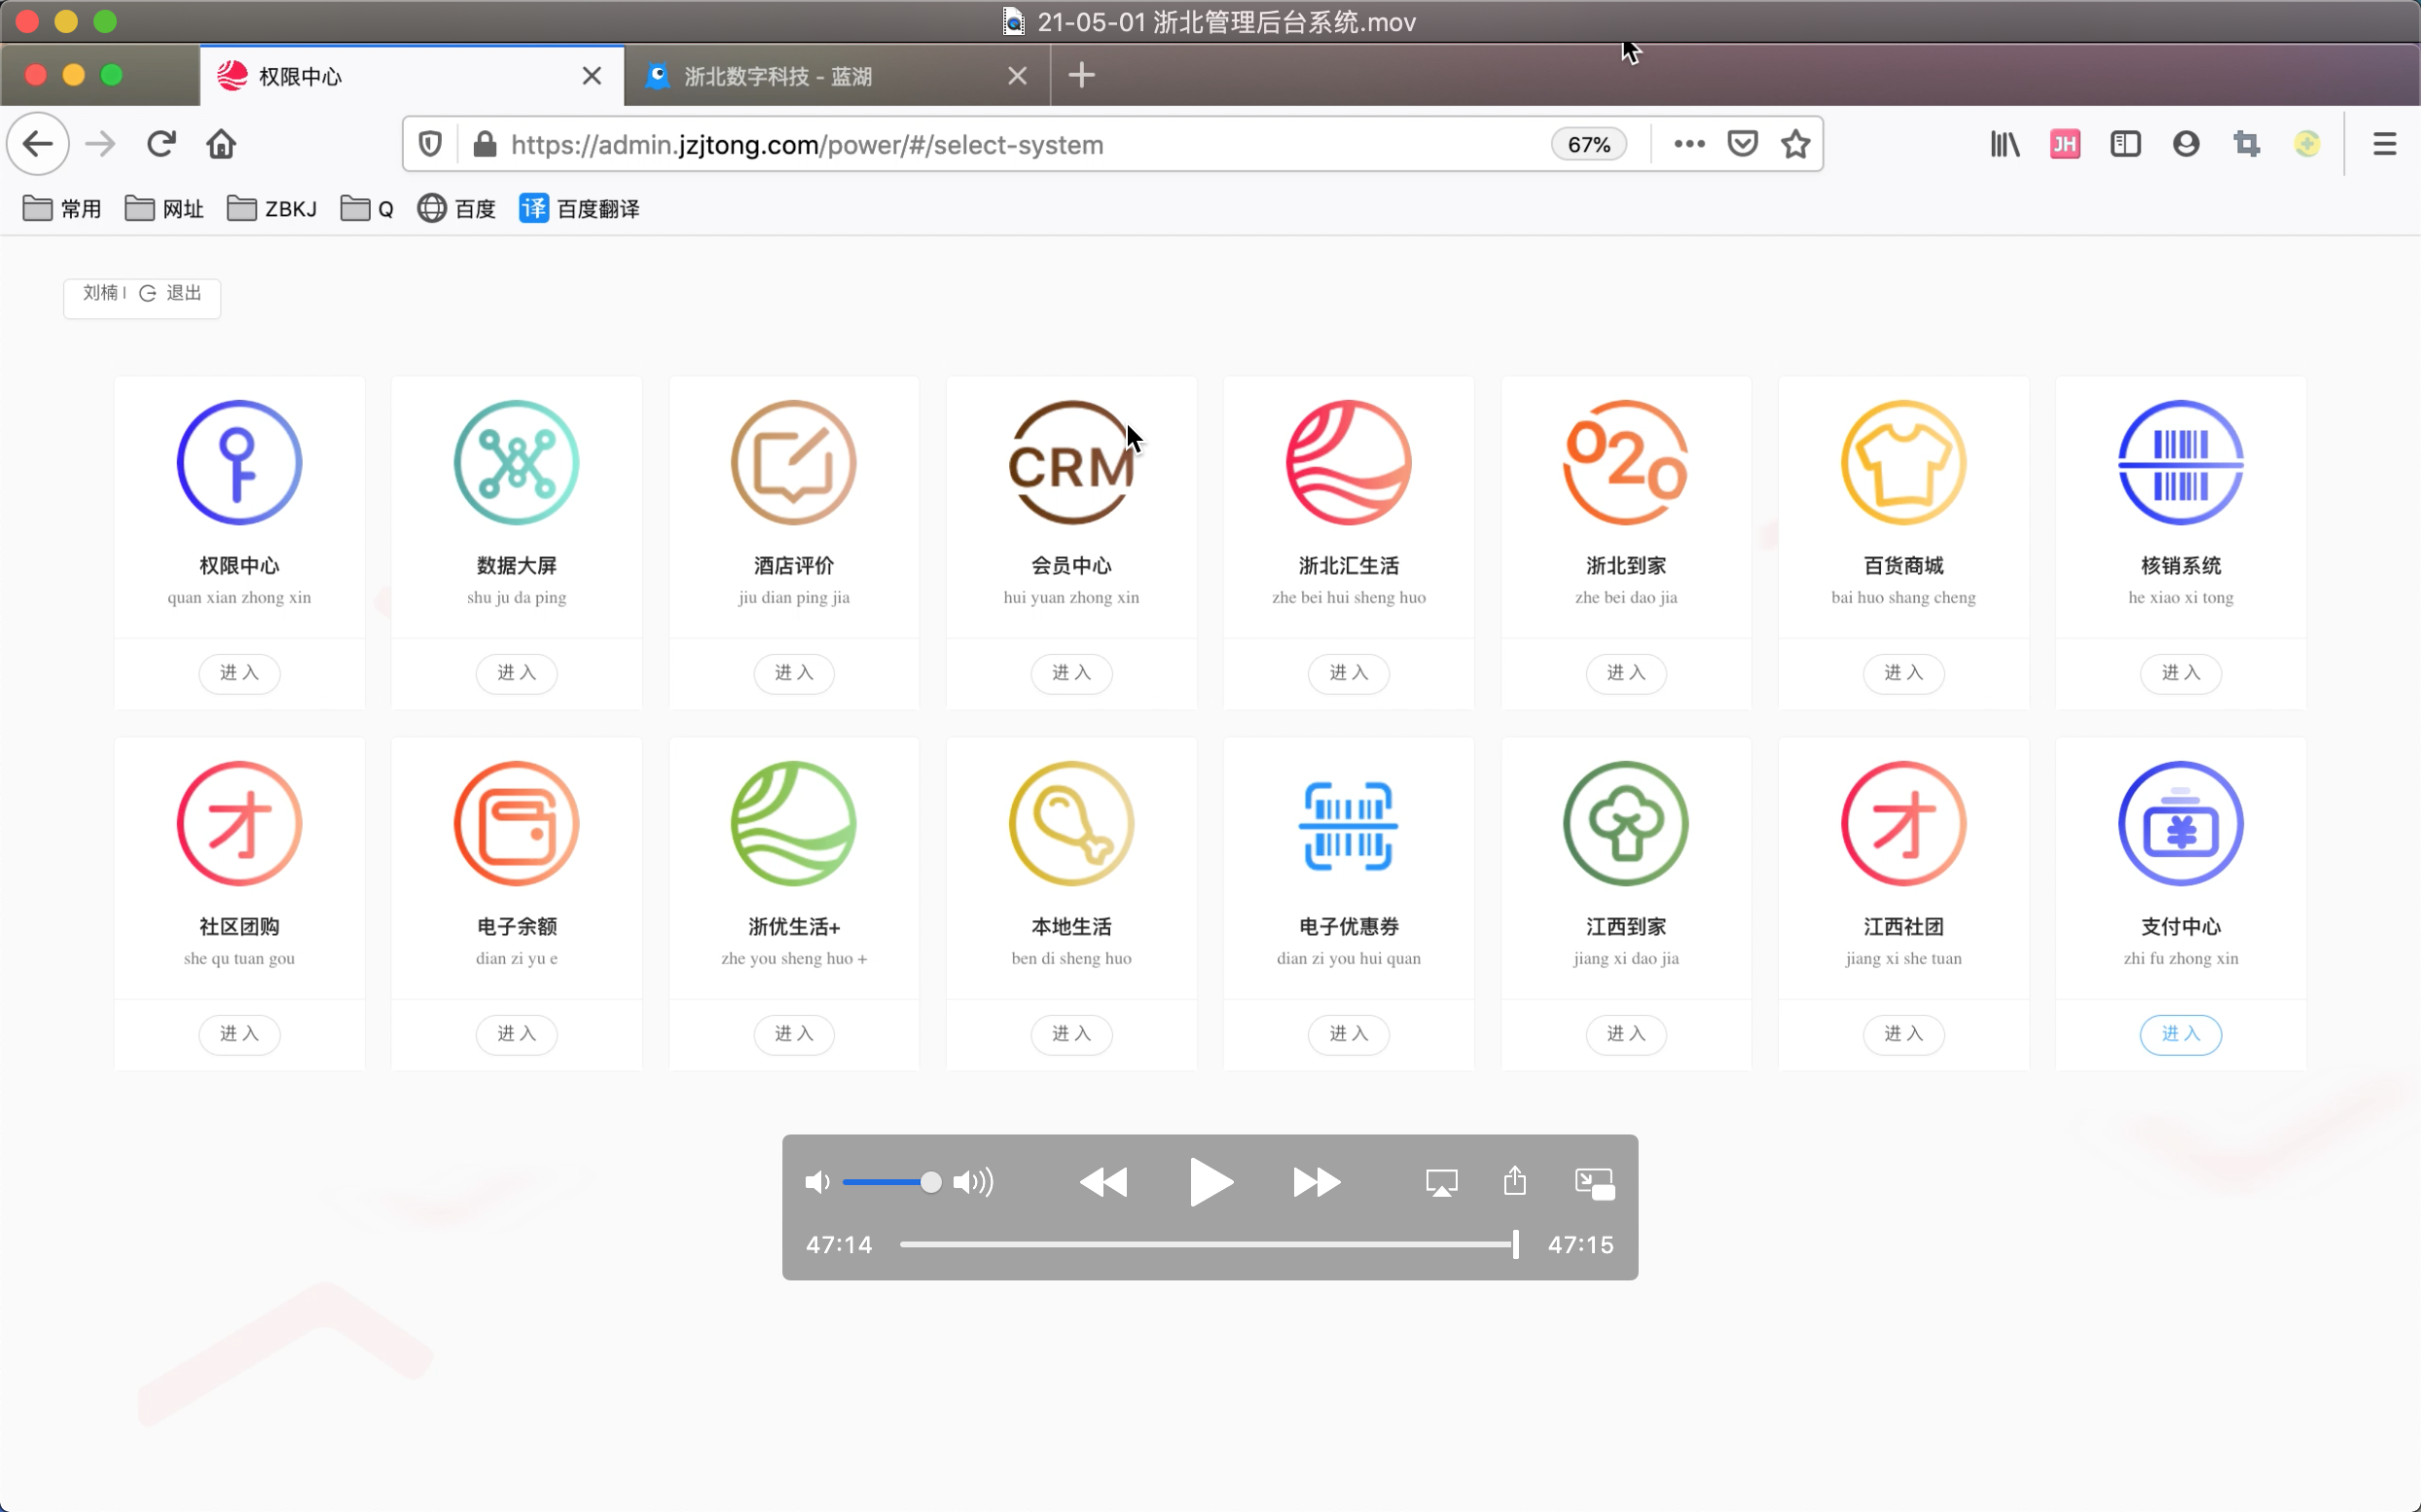 21-05-01 浙北管理后台系统.mov
权限中心
浙北数字科技 - 蓝湖
https://admin.jzjtong.com/power/#/select-system
67%
JH
常用 网址 ZBKJ Q 百度 译 百度翻译
刘楠 | 退出
CRM
O2O
权限中心 数据大屏 酒店评价 会员中心 浙北汇生活 浙北到家 百货商城 核销系统
quan xian zhong xin shu ju da ping jiu dian ping jia hui yuan zhong xin zhe bei hui sheng huo zhe bei dao jia bai huo shang cheng he xiao xi tong
进 入 进 入 进 入 进 入 进 入 进 入 进 入 进 入
才 才 ¥
社区团购 电子余额 浙优生活+ 本地生活 电子优惠券 江西到家 江西社团 支付中心
she qu tuan gou dian zi yu e zhe you sheng huo + ben di sheng huo dian zi you hui quan jiang xi dao jia jiang xi she tuan zhi fu zhong xin
进 入 进 入 进 入 进 入 进 入 进 入 进 入 进 入
47:14 47:15